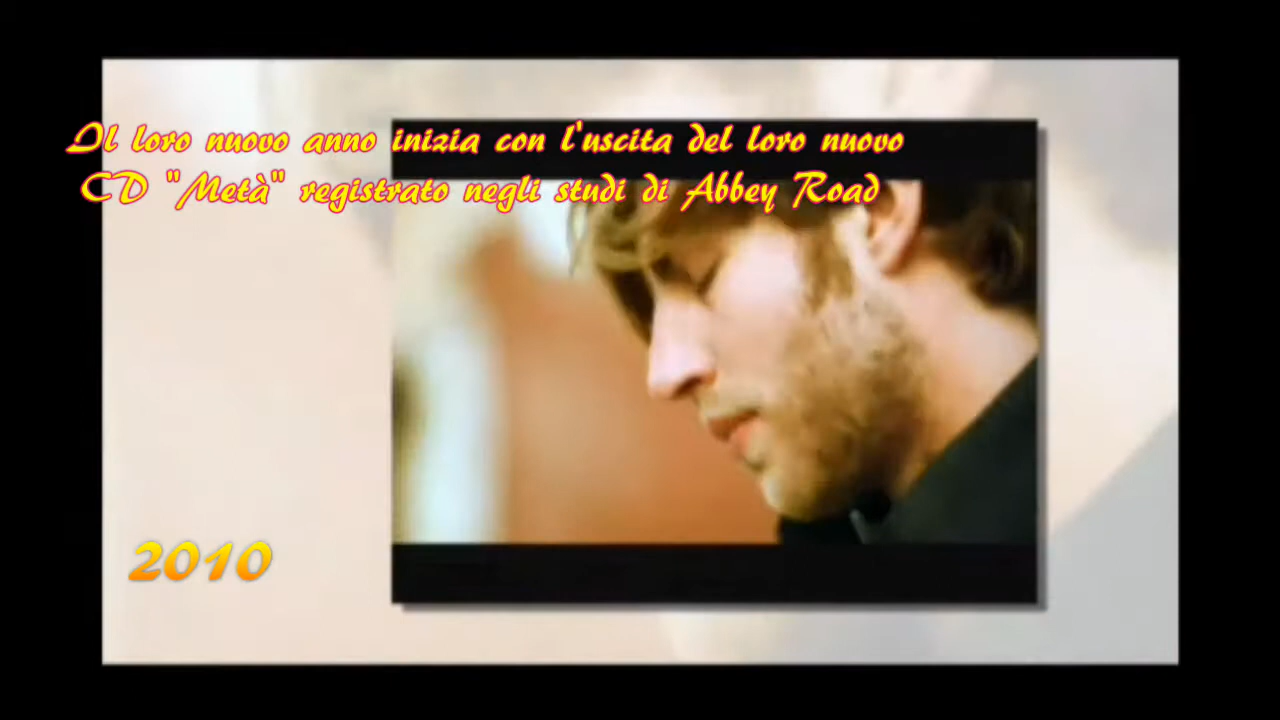 Il loro nuovo anno inizia con l'uscita del loro nuovo
CD "Metà" registrato negli studi di Abbey Road
2010